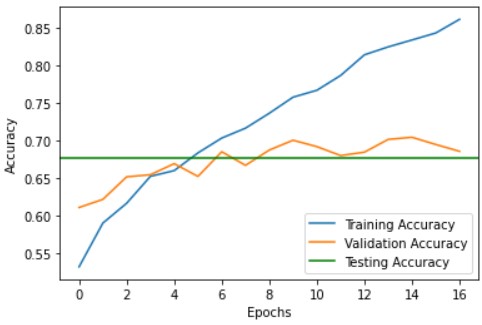 0.85
0.80
0.75
0.70
0.65
0.60
0.55
Accuracy
0 2 4 6 8 10 12 14 16
Epochs
Training Accuracy
Validation Accuracy
Testing Accuracy